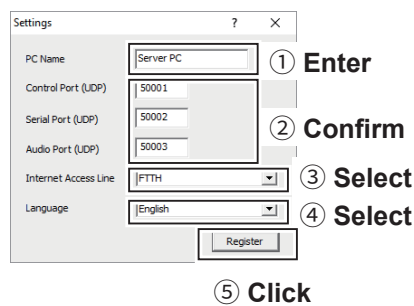 Settings ? ×
PC Name Server PC ① Enter
Control Port (UDP) 50001
Serial Port (UDP) 50002 ② Confirm
Audio Port (UDP) 50003
Internet Access Line FTTH ③ Select
Language English ④ Select
Register
⑤ Click